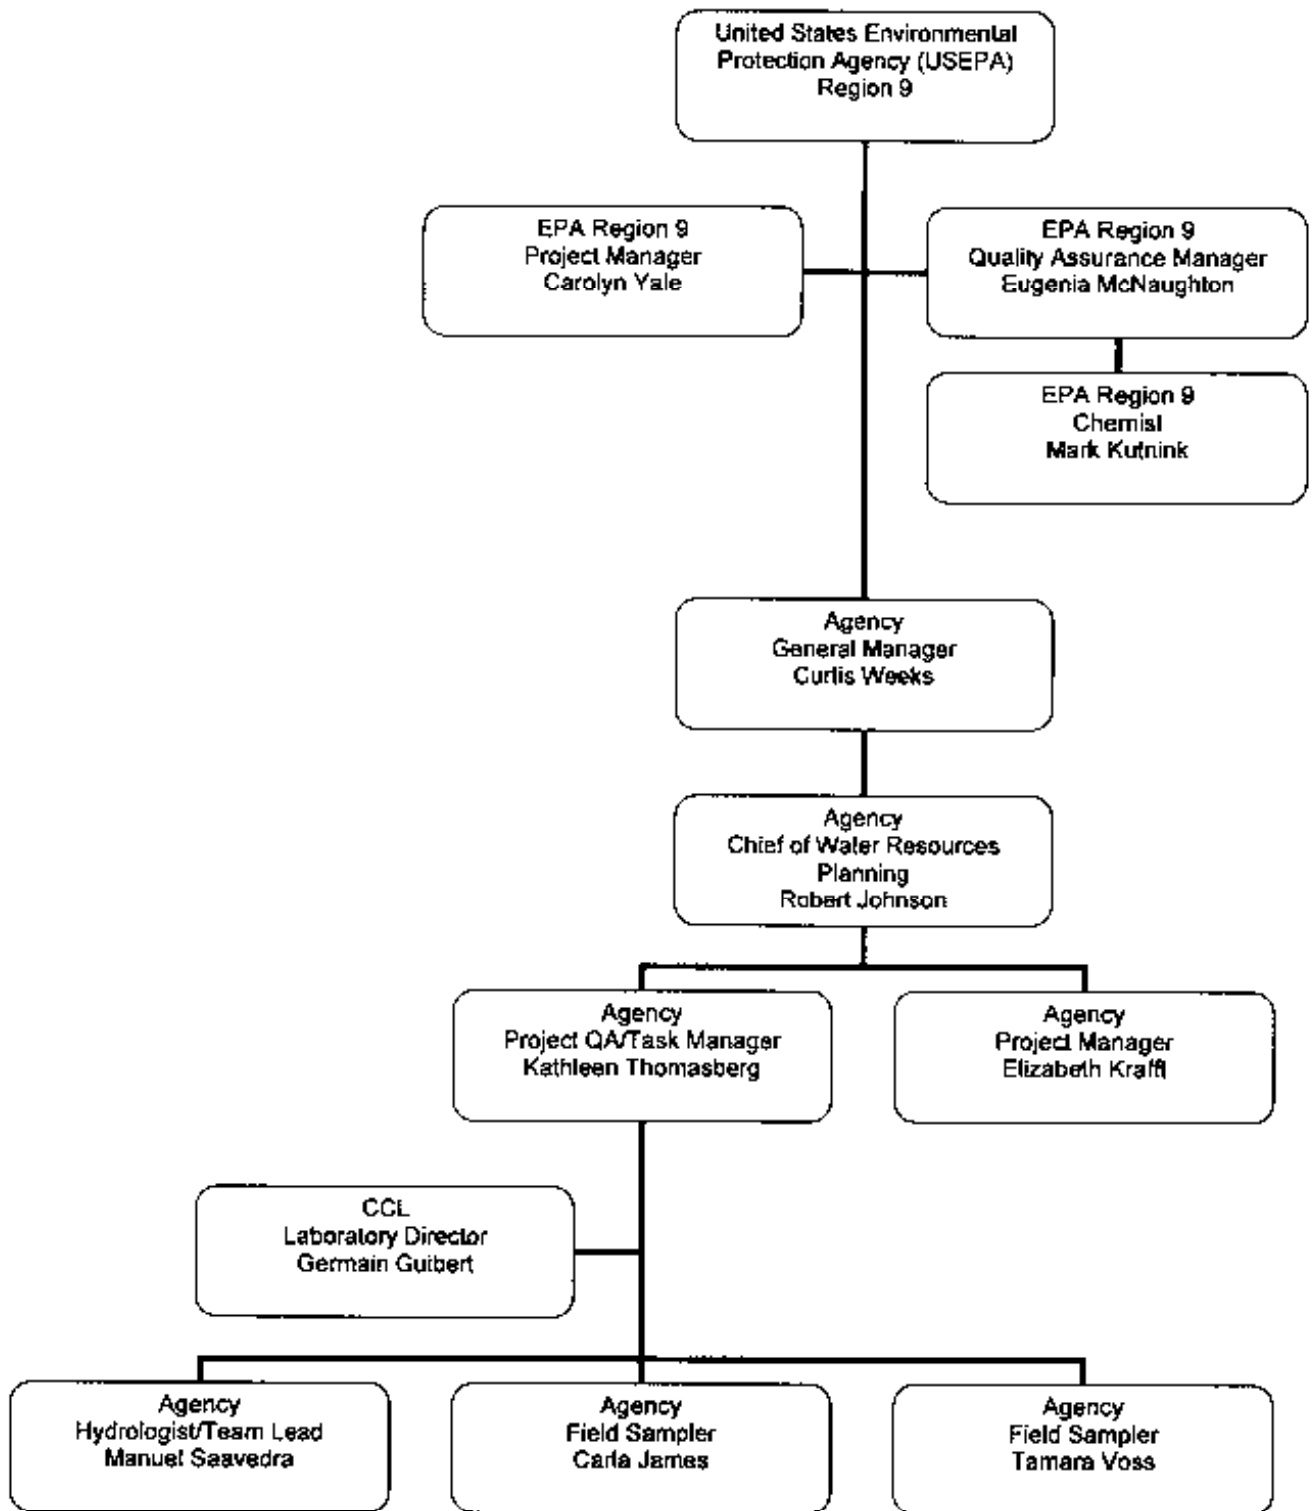 United States Environmental
Protection Agency (USEPA)
Region 9
EPA Region 9
Project Manager
Carolyn Yale
EPA Region 9
Quality Assurance Manager
Eugenia McNaughton
EPA Region 9
Chemist
Mark Kutnink
Agency
General Manager
Curtis Weeks
Agency
Chief of Water Resources
Planning
Robert Johnson
Agency
Project QA/Task Manager
Kathleen Thomasberg
Agency
Project Manager
Elizabeth Krafft
CCL
Laboratory Director
Germain Guibert
Agency
Hydrologist/Team Lead
Manuel Saavedra
Agency
Field Sampler
Carla James
Agency
Field Sampler
Tamara Voss